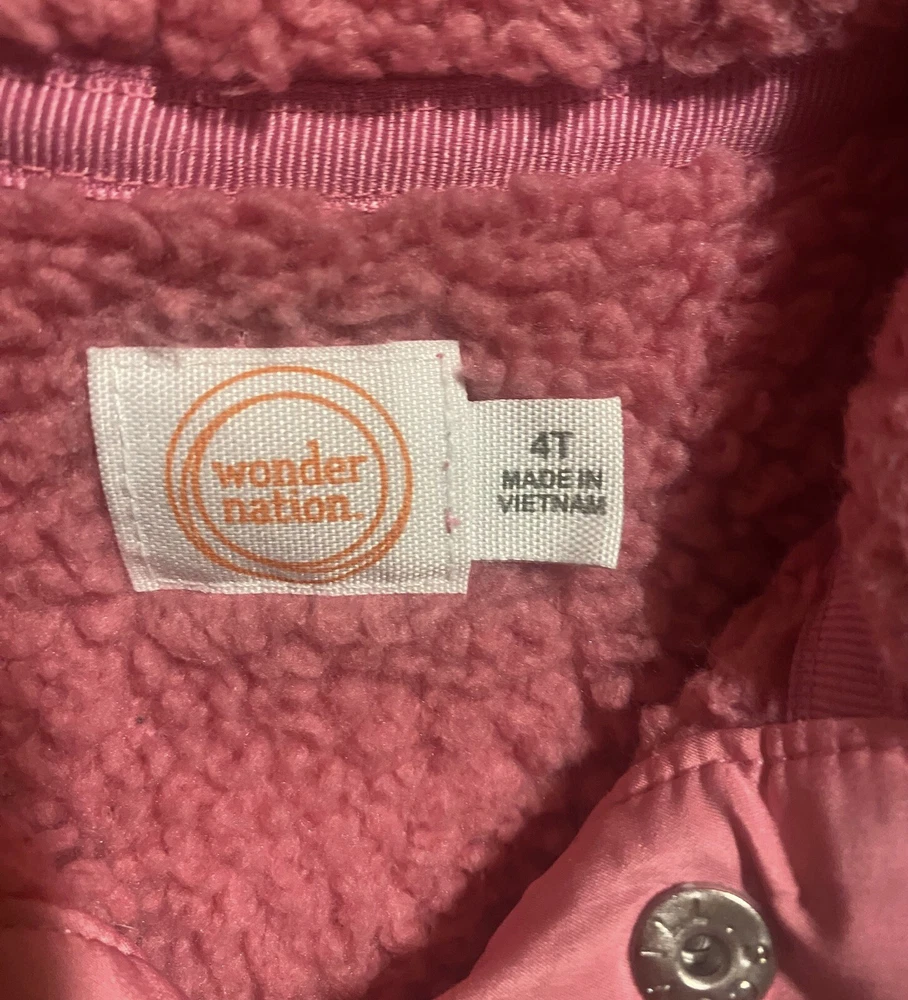 wonder
nation.
4T
MADE IN
VIETNAM